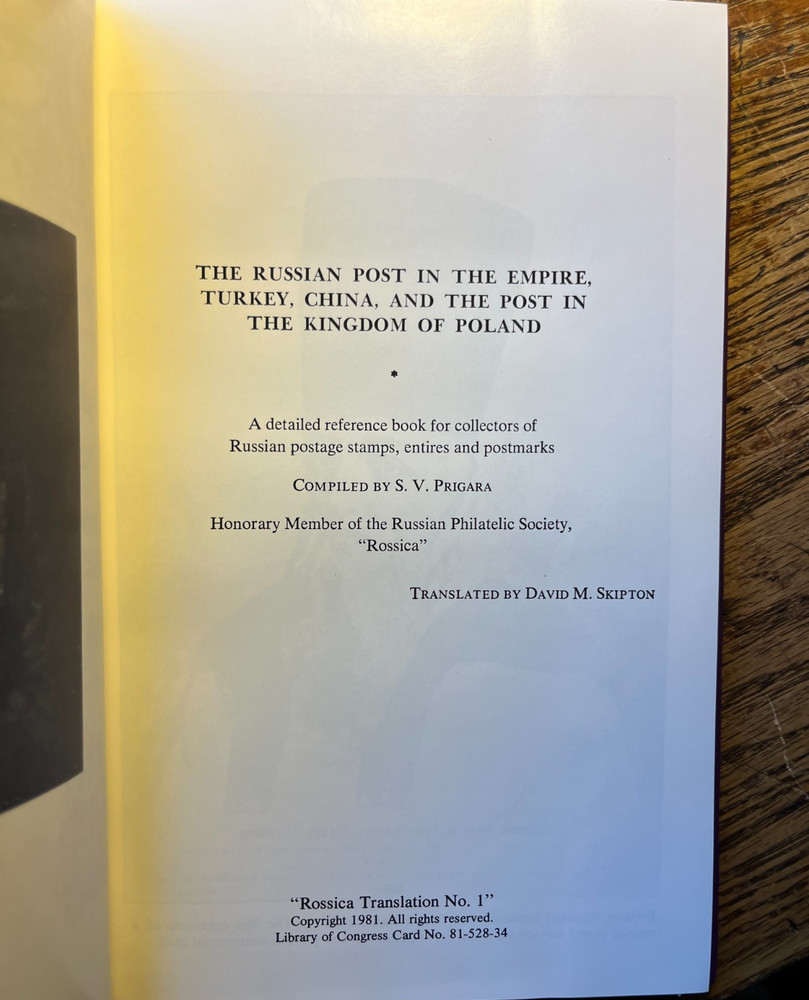 THE RUSSIAN POST IN THE EMPIRE,
TURKEY, CHINA, AND THE POST IN
THE KINGDOM OF POLAND
*
A detailed reference book for collectors of
Russian postage stamps, entires and postmarks
COMPILED BY S. V. PRIGARA
Honorary Member of the Russian Philatelic Society,
“Rossica”
TRANSLATED BY DAVID M. SKIPTON
“Rossica Translation No. 1”
Copyright 1981. All rights reserved.
Library of Congress Card No. 81-528-34